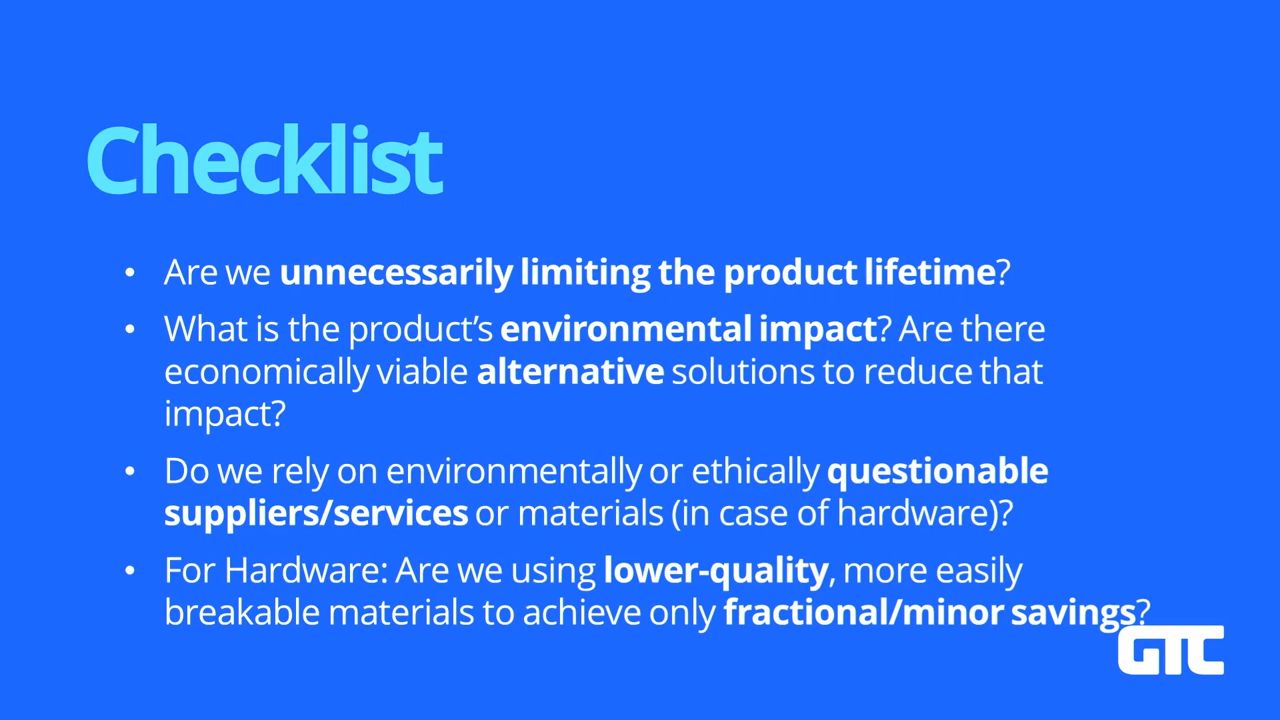 Checklist
• Are we unnecessarily limiting the product lifetime?
• What is the product’s environmental impact? Are there
economically viable alternative solutions to reduce that
impact?
• Do we rely on environmentally or ethically questionable
suppliers/services or materials (in case of hardware)?
• For Hardware: Are we using lower-quality, more easily
breakable materials to achieve only fractional/minor savings?
GTC